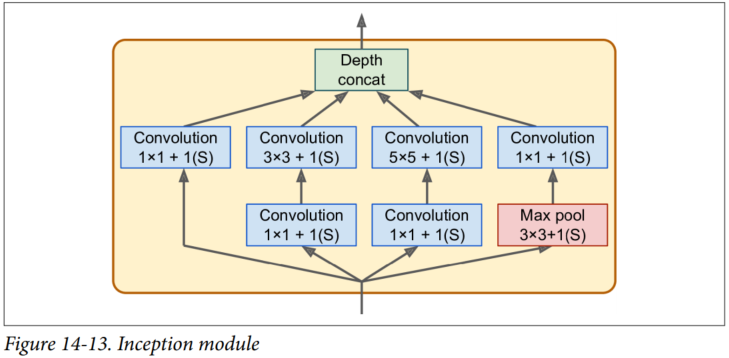 Depth
concat
Convolution
1×1 + 1(S)
Convolution
3×3 + 1(S)
Convolution
5×5 + 1(S)
Convolution
1×1 + 1(S)
Convolution
1×1 + 1(S)
Convolution
1×1 + 1(S)
Max pool
3×3+1(S)
Figure 14-13. Inception module